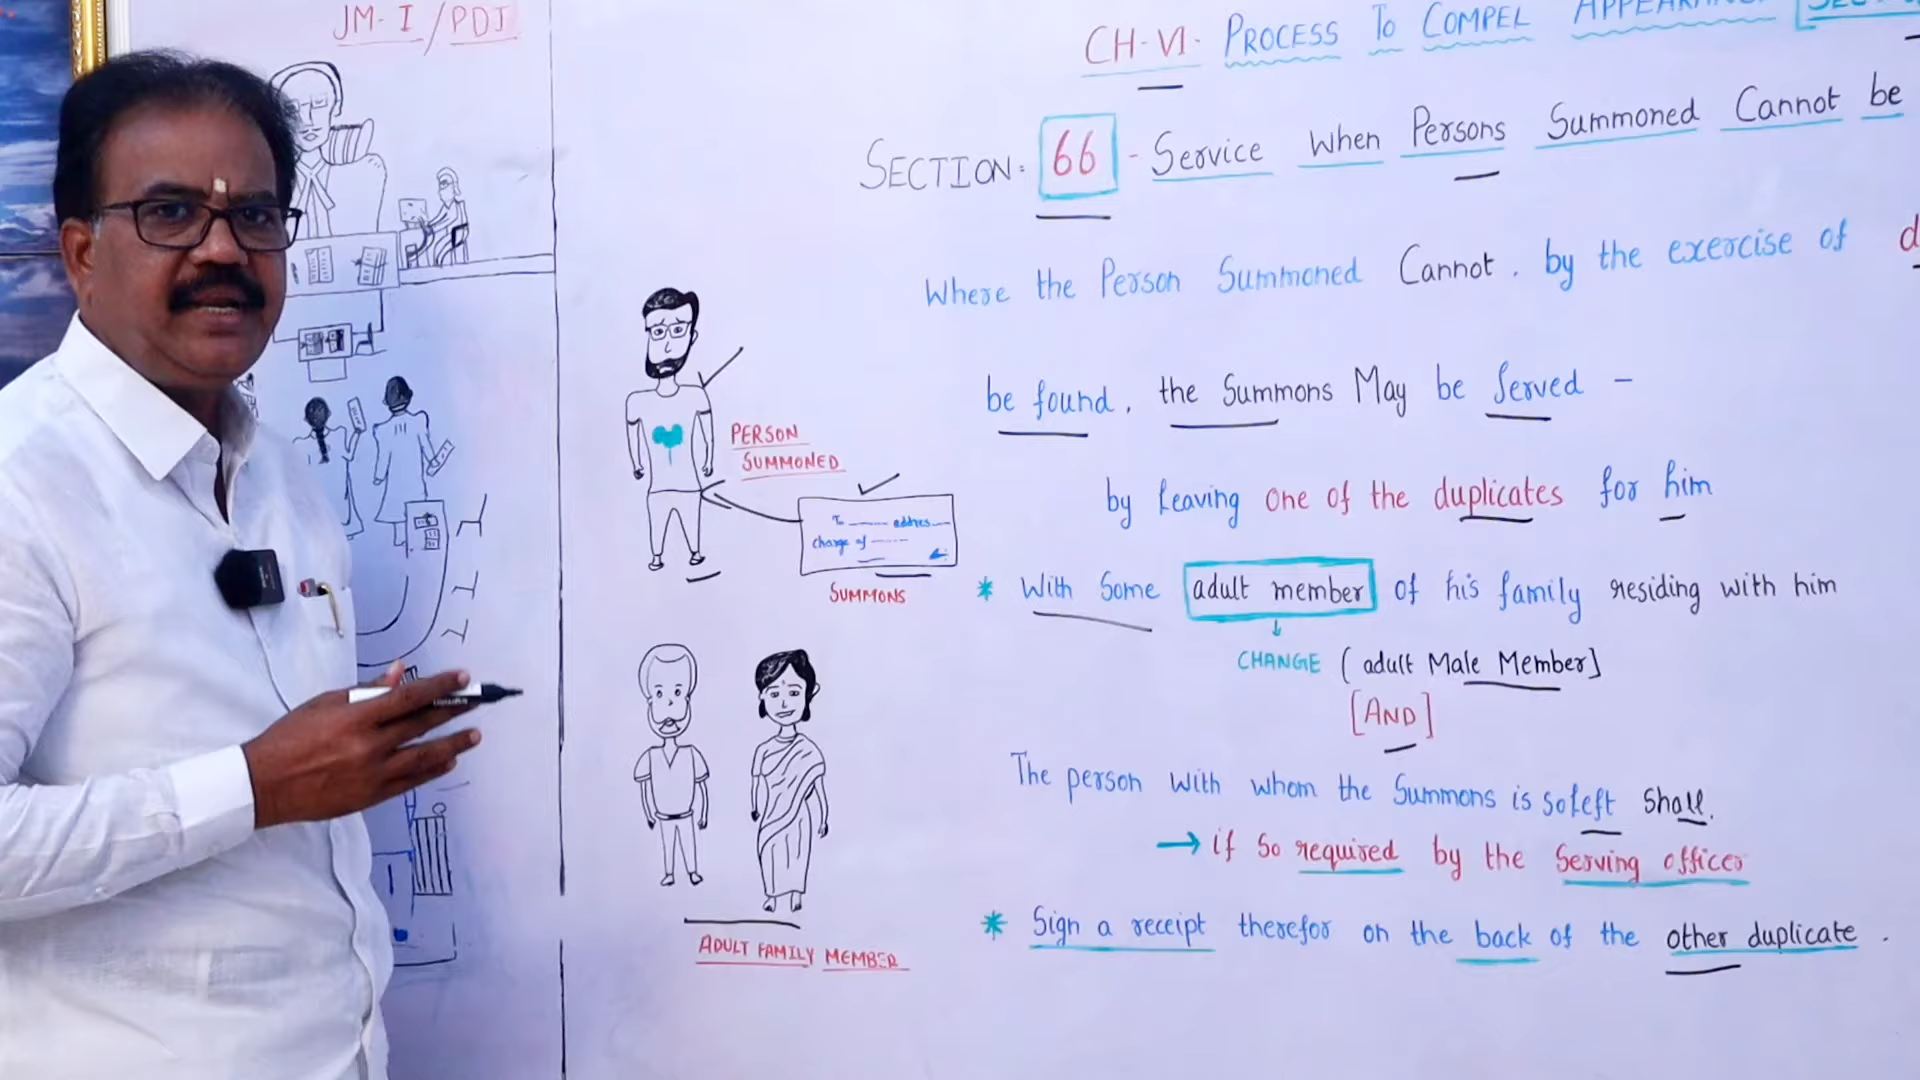 JM-I/PDJ
CH-VI- PROCESS To COMPEL
SECTION: 66 - Service when Persons Summoned Cannot be
Where the Person Summoned Cannot, by the exercise of
be found, the Summons May be Served -
by leaving one of the duplicates for him
* With Some adult member of his family residing with him
CHANGE (adult Male Member]
[AND]
The person with whom the Summons is so left Shall.
→ if So required by the Serving officer
* Sign a receipt therefor on the back of the other duplicate.
PERSON
SUMMONED
To addres
charge of
SUMMONS
ADULT FAMILY MEMBER